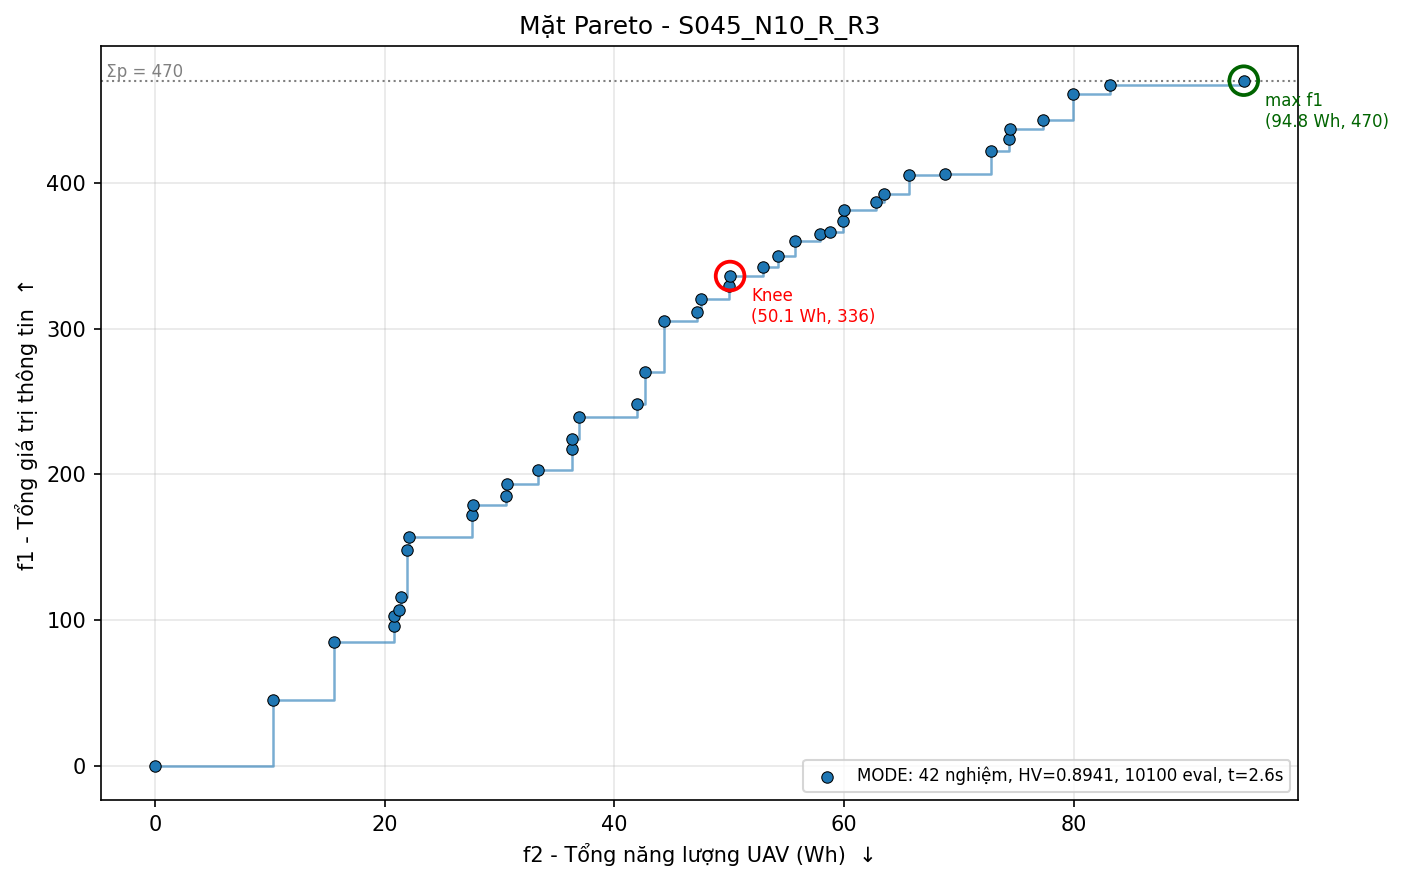 Mặt Pareto - S045_N10_R_R3
Σp = 470
max f1
(94.8 Wh, 470)
Knee
(50.1 Wh, 336)
400
300
200
100
0
f1 - Tổng giá trị thông tin ↑
MODE: 42 nghiệm, HV=0.8941, 10100 eval, t=2.6s
0 20 40 60 80
f2 - Tổng năng lượng UAV (Wh) ↓